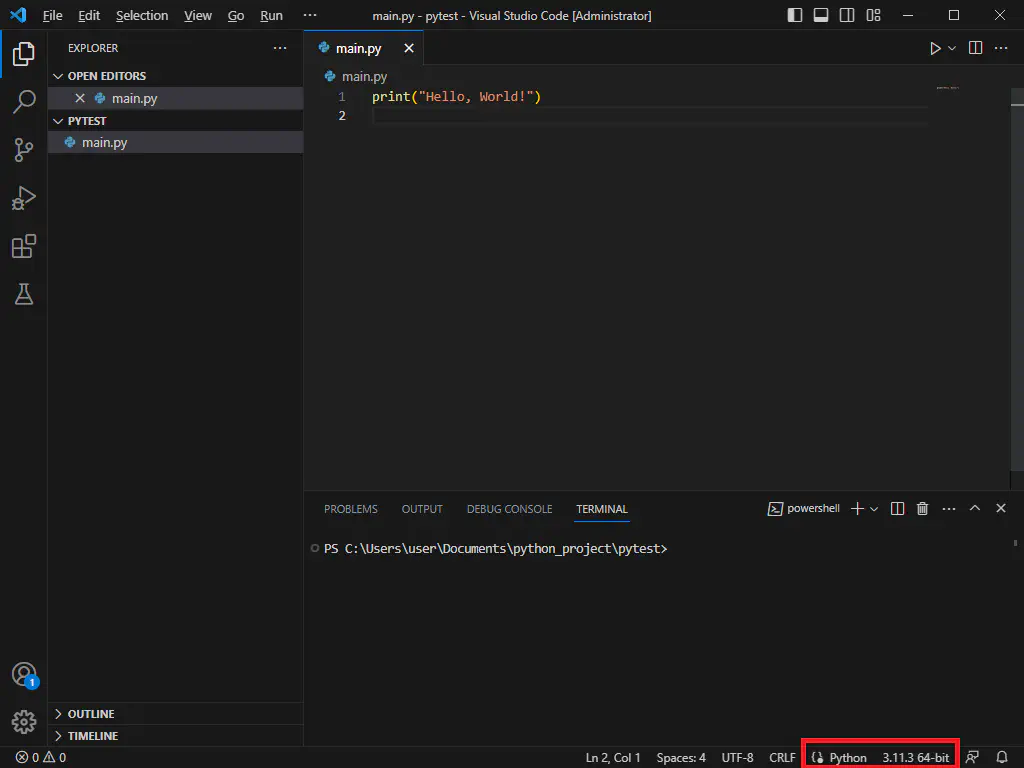 File Edit Selection View Go Run ··· main.py - pytest - Visual Studio Code [Administrator]
EXPLORER ···
OPEN EDITORS
main.py
PYTEST
main.py
OUTLINE
TIMELINE
main.py
main.py
1 print("Hello, World!")
2
PROBLEMS OUTPUT DEBUG CONSOLE TERMINAL powershell
PS C:\Users\user\Documents\python_project\pytest>
1
0 0 Ln 2, Col 1 Spaces: 4 UTF-8 CRLF Python 3.11.3 64-bit